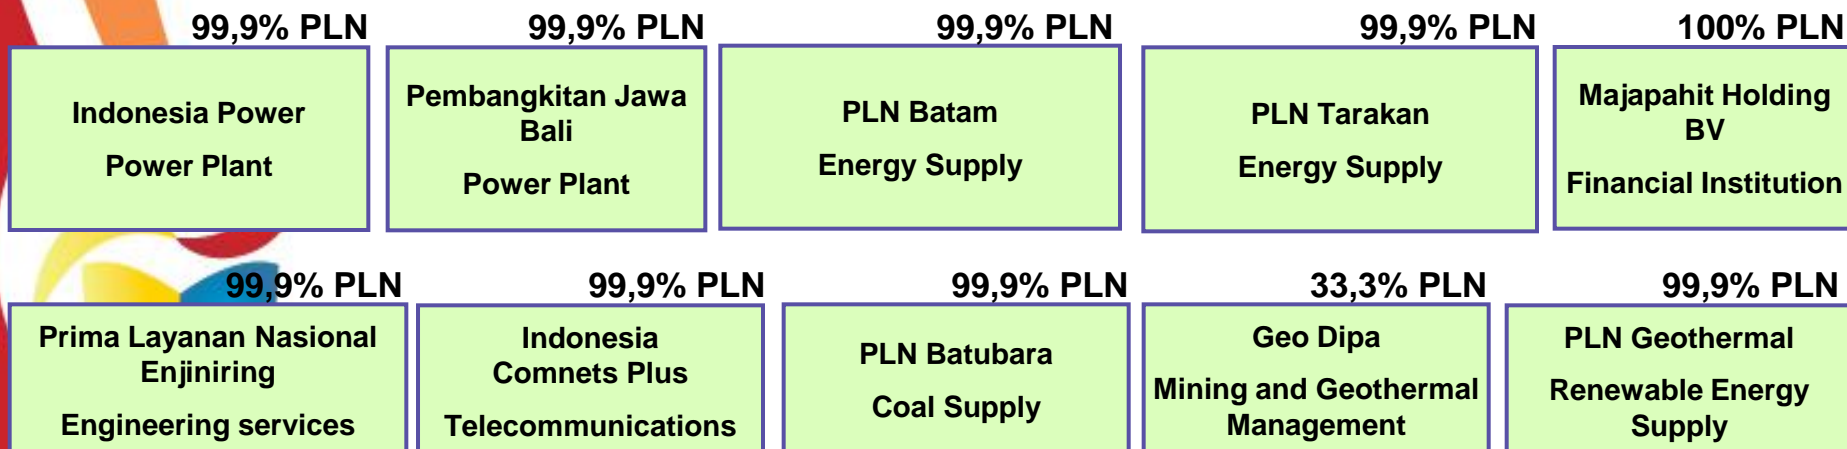 99,9% PLN
99,9% PLN
99,9% PLN
99,9% PLN
100% PLN
Indonesia Power
Power Plant
Pembangkitan Jawa
Bali
Power Plant
PLN Batam
Energy Supply
PLN Tarakan
Energy Supply
Majapahit Holding
BV
Financial Institution
99,9% PLN
99,9% PLN
99,9% PLN
33,3% PLN
99,9% PLN
Prima Layanan Nasional
Enjiniring
Engineering services
Indonesia
Comnets Plus
Telecommunications
PLN Batubara
Coal Supply
Geo Dipa
Mining and Geothermal
Management
PLN Geothermal
Renewable Energy
Supply